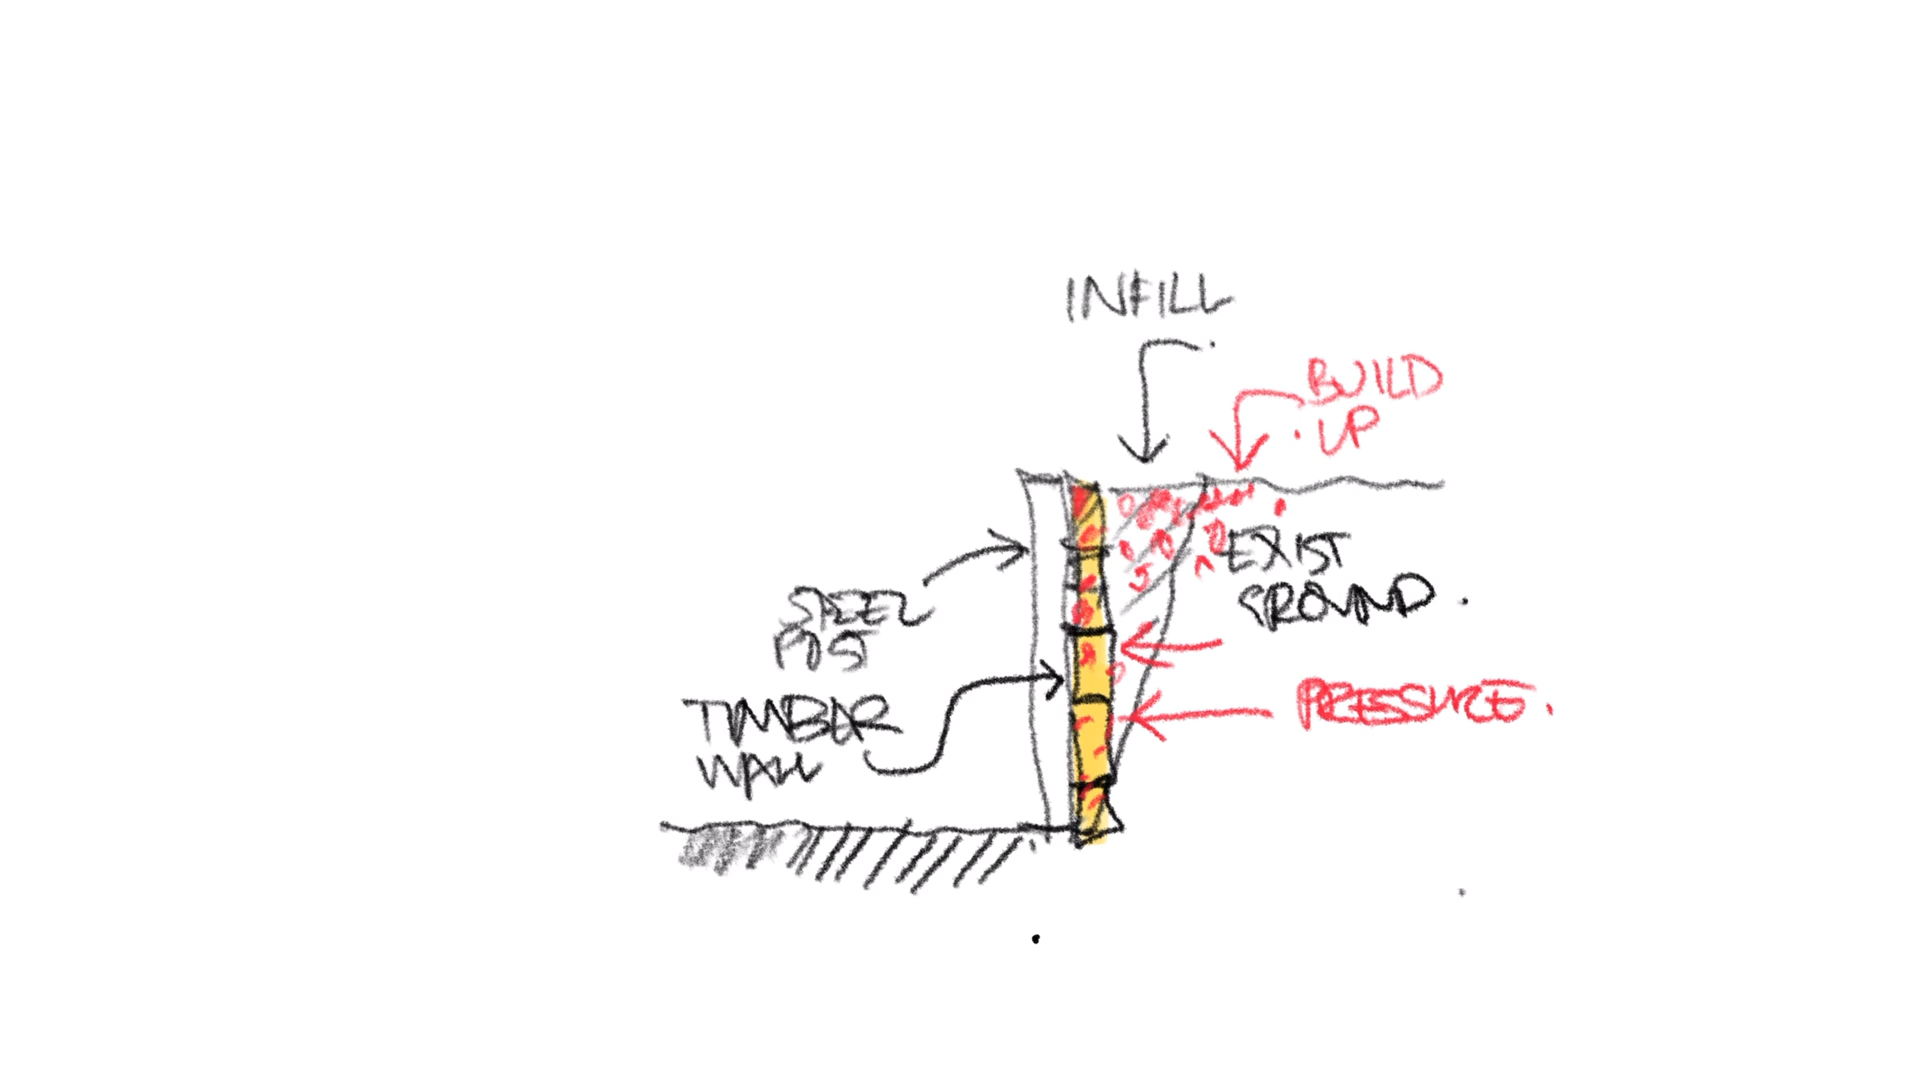 INFILL
BUILD
UP
EXIST
GROUND.
STEEL
POST
TIMBER
WALL
PRESSURE.